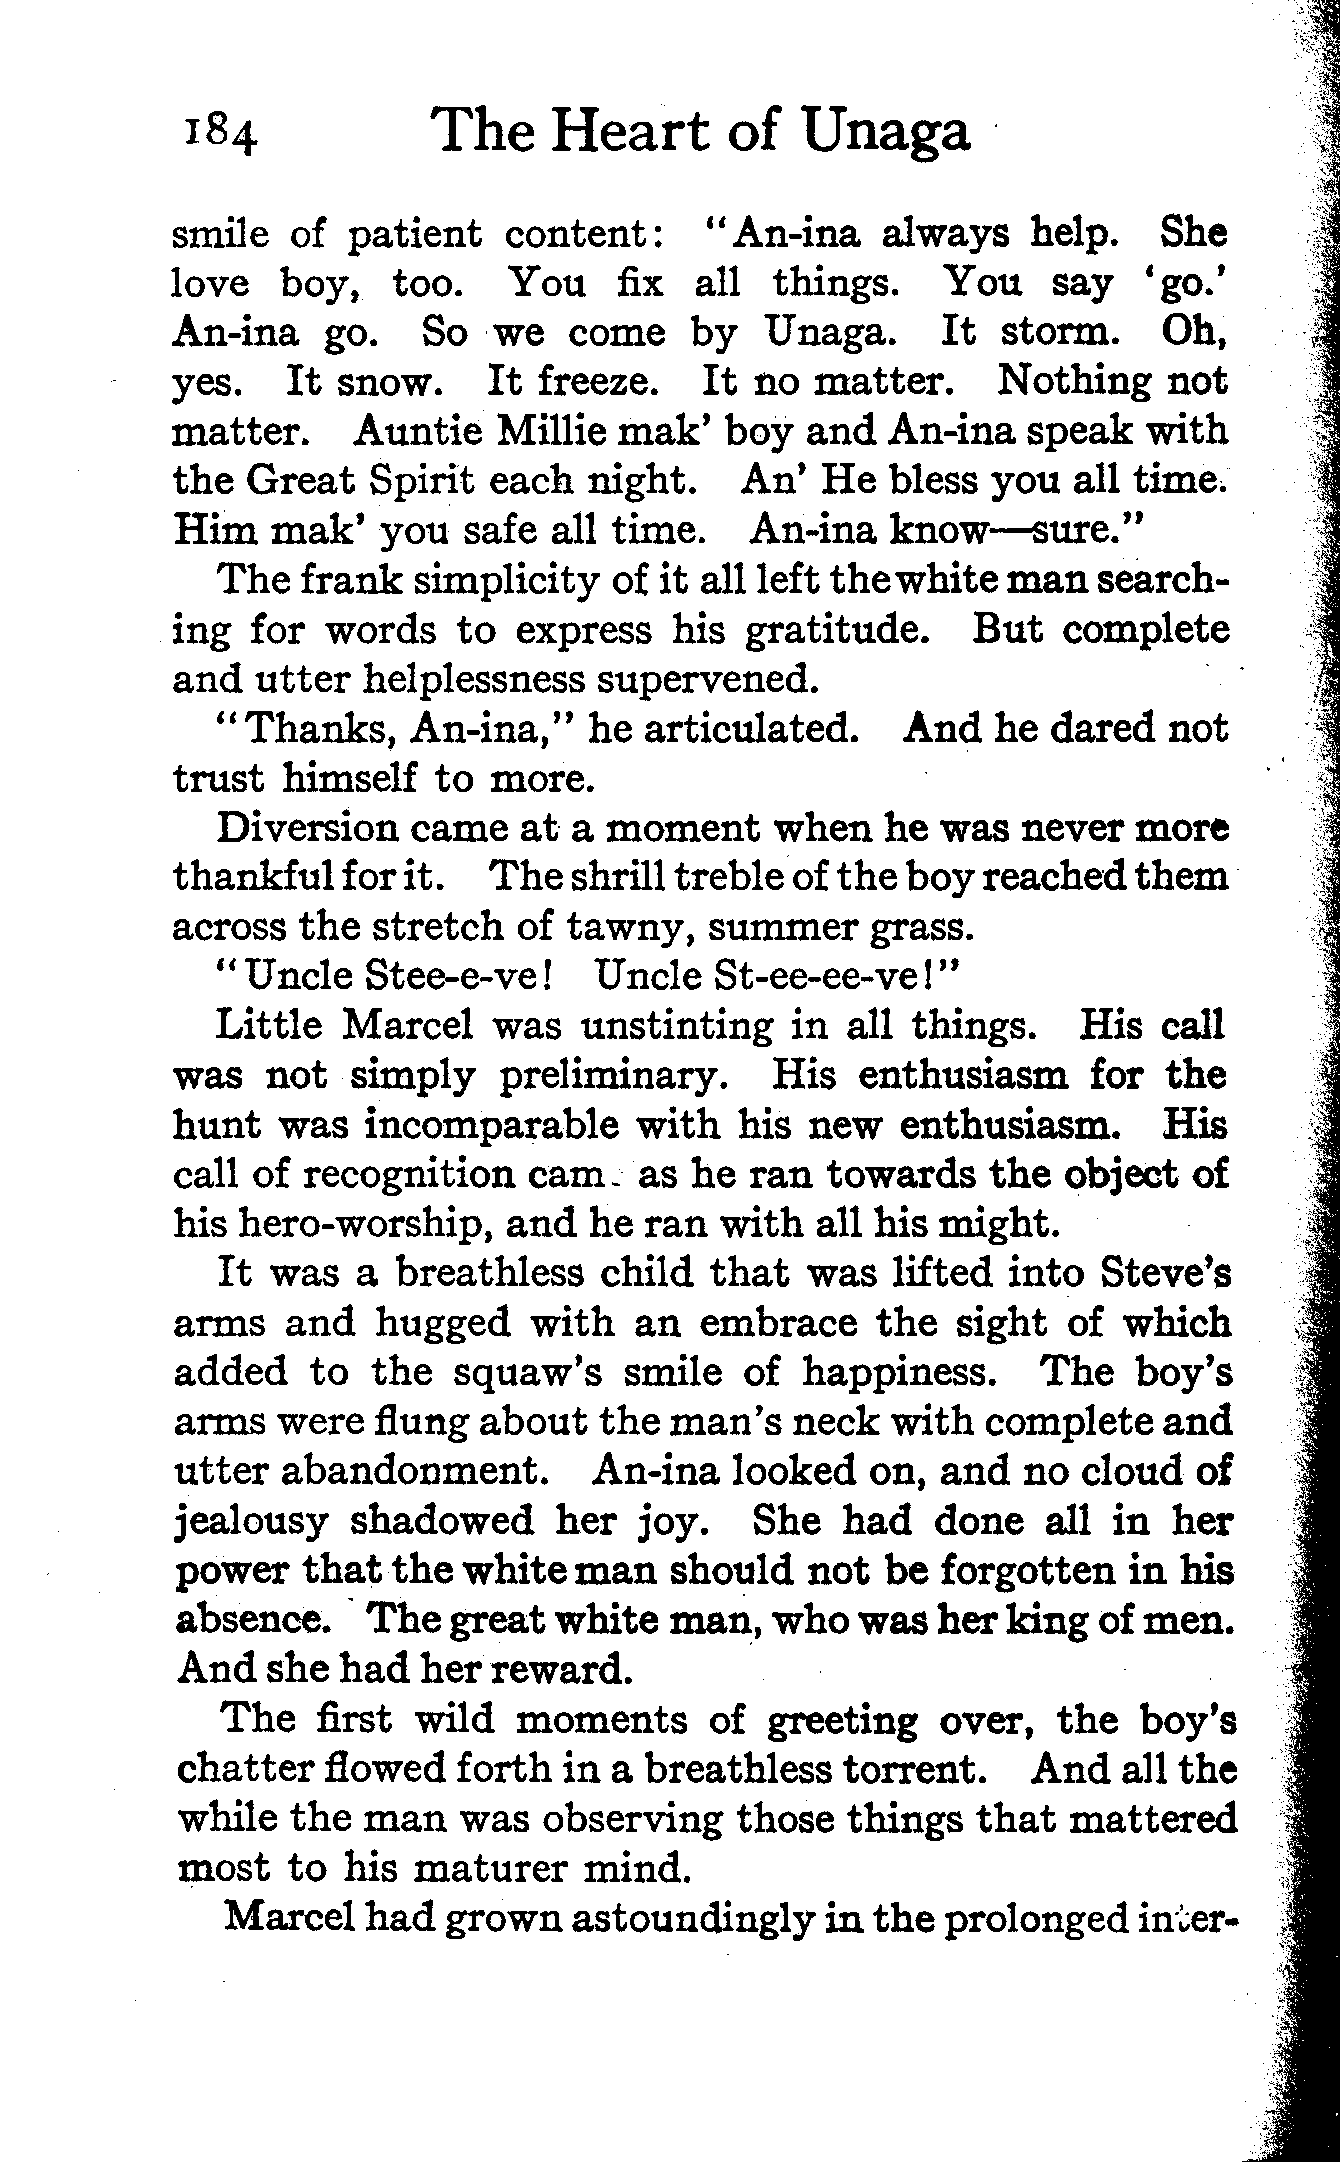 184 The Heart of Unaga
smile of patient content: "An-ina always help. She
love boy, too. You fix all things. You say 'go.'
An-ina go. So we come by Unaga. It storm. Oh,
yes. It snow. It freeze. It no matter. Nothing not
matter. Auntie Millie mak' boy and An-ina speak with
the Great Spirit each night. An' He bless you all time.
Him mak' you safe all time. An-ina know—sure."
The frank simplicity of it all left the white man search-
ing for words to express his gratitude. But complete
and utter helplessness supervened.
"Thanks, An-ina," he articulated. And he dared not
trust himself to more.
Diversion came at a moment when he was never more
thankful for it. The shrill treble of the boy reached them
across the stretch of tawny, summer grass.
"Uncle Stee-e-ve! Uncle St-ee-ee-ve!"
Little Marcel was unstinting in all things. His call
was not simply preliminary. His enthusiasm for the
hunt was incomparable with his new enthusiasm. His
call of recognition cam. as he ran towards the object of
his hero-worship, and he ran with all his might.
It was a breathless child that was lifted into Steve's
arms and hugged with an embrace the sight of which
added to the squaw's smile of happiness. The boy's
arms were flung about the man's neck with complete and
utter abandonment. An-ina looked on, and no cloud of
jealousy shadowed her joy. She had done all in her
power that the white man should not be forgotten in his
absence. The great white man, who was her king of men.
And she had her reward.
The first wild moments of greeting over, the boy's
chatter flowed forth in a breathless torrent. And all the
while the man was observing those things that mattered
most to his maturer mind.
Marcel had grown astoundingly in the prolonged inter-